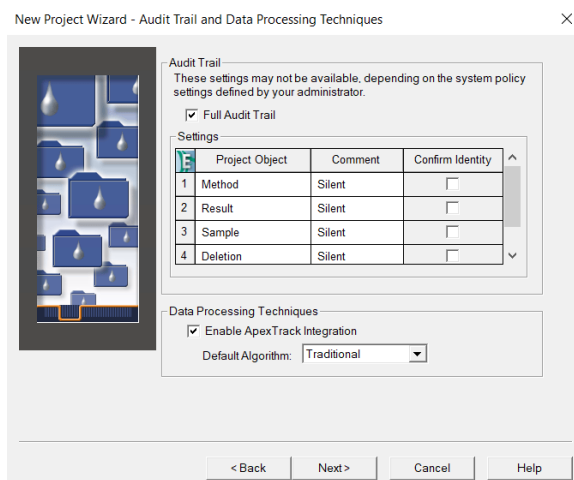 New Project Wizard - Audit Trail and Data Processing Techniques
Audit Trail
These settings may not be available, depending on the system policy
settings defined by your administrator.
Full Audit Trail
Settings
Project Object Comment Confirm Identity
1 Method Silent
2 Result Silent
3 Sample Silent
4 Deletion Silent
Data Processing Techniques
Enable ApexTrack Integration
Default Algorithm: Traditional
< Back Next > Cancel Help